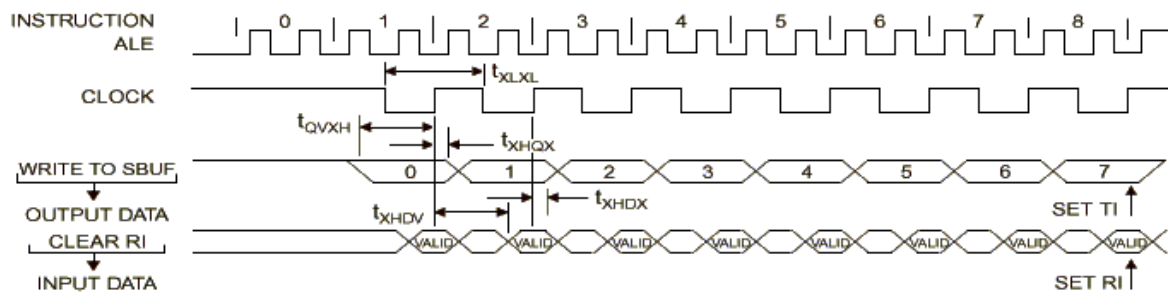 INSTRUCTION
0 1 2 3 4 5 6 7 8
ALE
tXLXL
CLOCK
tQVXH
tXHQX
WRITE TO SBUF
0 1 2 3 4 5 6 7
tXHDX
OUTPUT DATA
tXHDV
SET TI
CLEAR RI
VALID VALID VALID VALID VALID VALID VALID VALID
INPUT DATA
SET RI